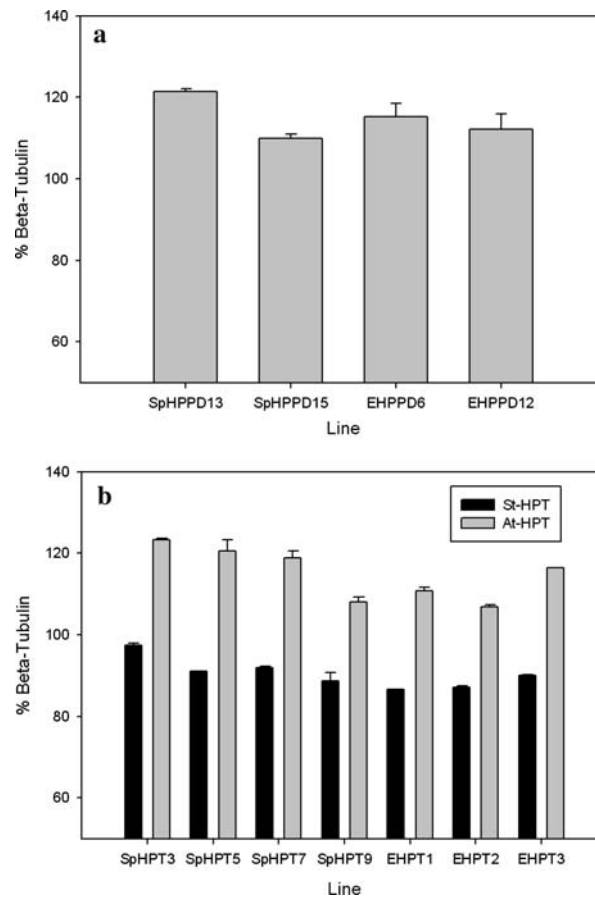 a
140
120
100
80
60
% Beta-Tubulin
SpHPPD13 SpHPPD15 EHPPD6 EHPPD12
Line
b
St-HPT
At-HPT
140
120
100
80
60
% Beta-Tubulin
SpHPT3 SpHPT5 SpHPT7 SpHPT9 EHPT1 EHPT2 EHPT3
Line